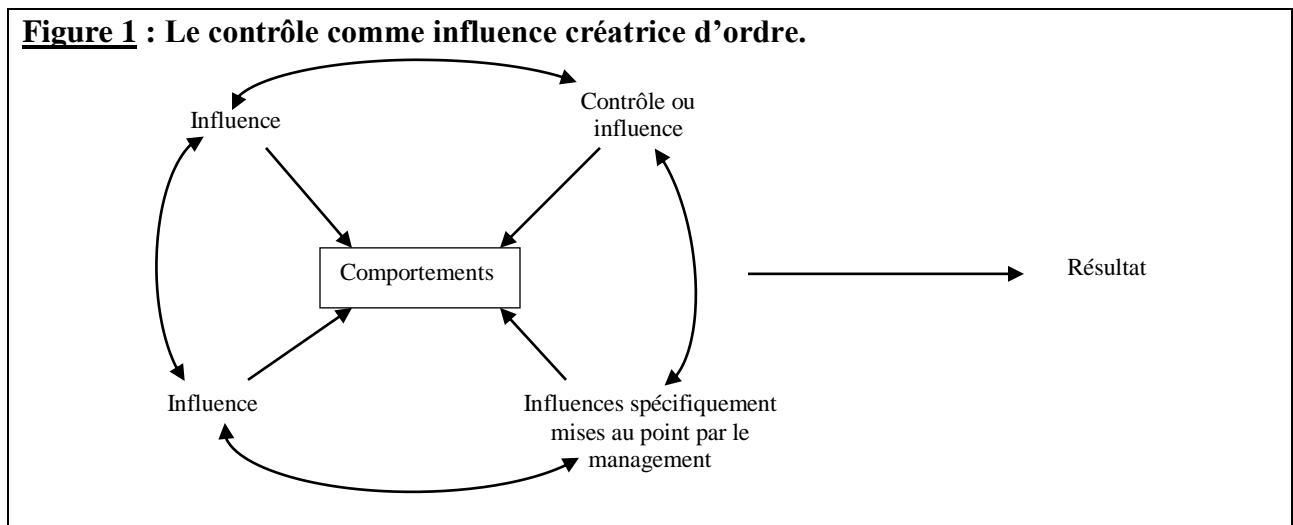 Figure 1 : Le contrôle comme influence créatrice d’ordre.
Influence
Contrôle ou
influence
Comportements
Résultat
Influence
Influences spécifiquement
mises au point par le
management